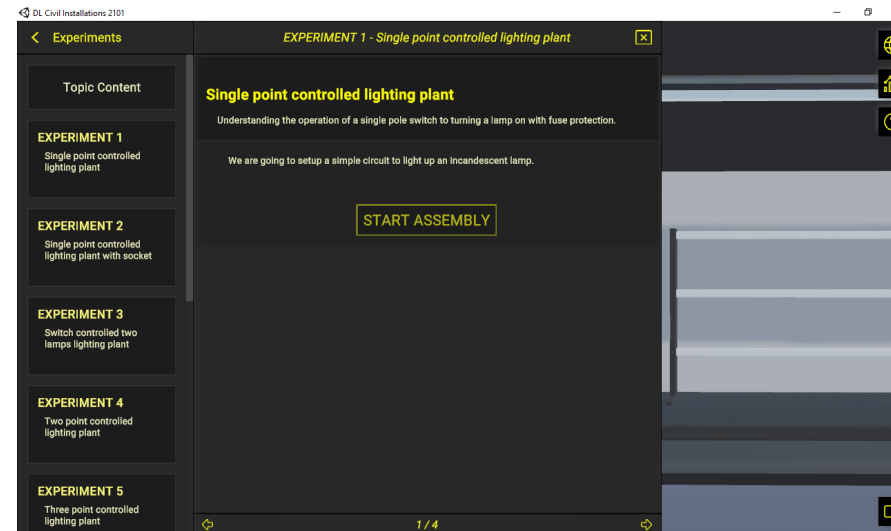 DL Civil Installations 2101
Experiments
EXPERIMENT 1 - Single point controlled lighting plant
Topic Content
EXPERIMENT 1
Single point controlled
lighting plant
EXPERIMENT 2
Single point controlled
lighting plant with socket
EXPERIMENT 3
Switch controlled two
lamps lighting plant
EXPERIMENT 4
Two point controlled
lighting plant
EXPERIMENT 5
Three point controlled
lighting plant
Single point controlled lighting plant
Understanding the operation of a single pole switch to turning a lamp on with fuse protection.
We are going to setup a simple circuit to light up an incandescent lamp.
START ASSEMBLY
1 / 4